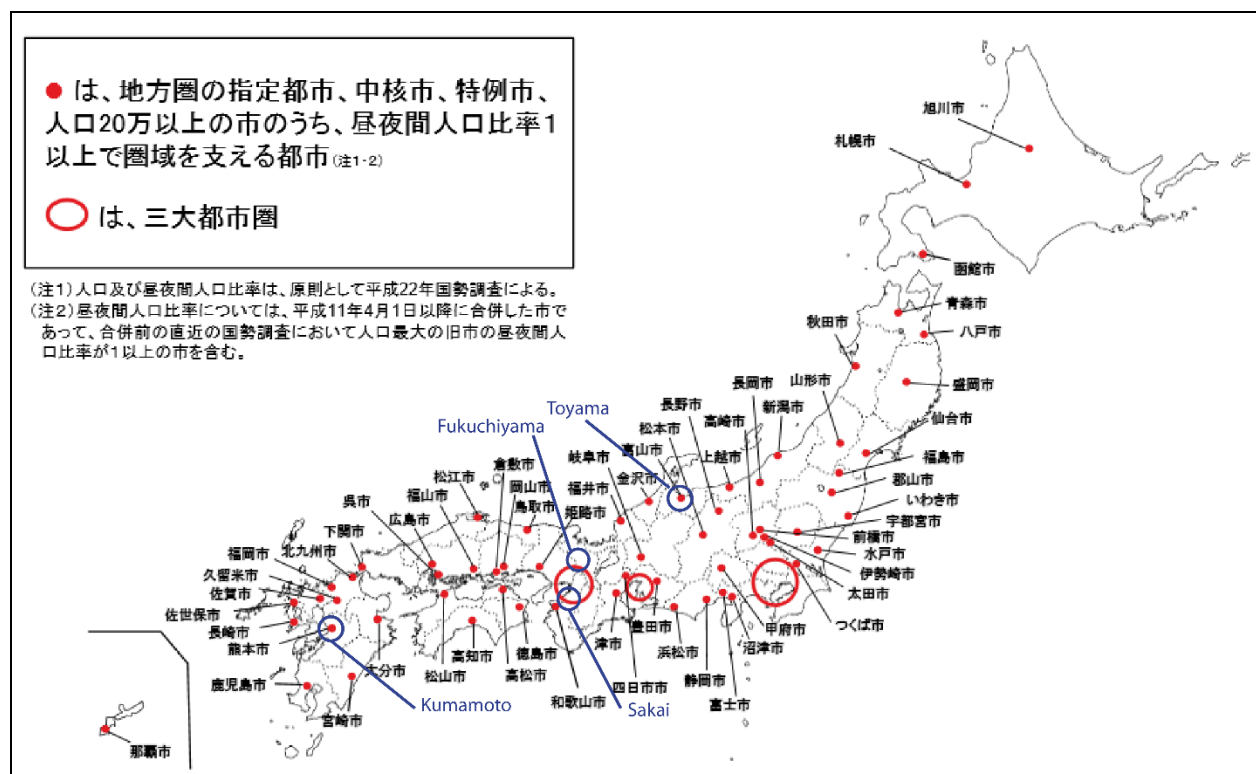 ● は、地方圏の指定都市、中核市、特例市、
人口20万以上の市のうち、昼夜間人口比率1
以上で圏域を支える都市(注1・2)
は、三大都市圏
(注1)人口及び昼夜間人口比率は、原則として平成22年国勢調査による。
(注2)昼夜間人口比率については、平成11年4月1日以降に合併した市で
あって、合併前の直近の国勢調査において人口最大の旧市の昼夜間人
口比率が1以上の市を含む。
旭川市
札幌市
函館市
青森市
八戸市
秋田市
盛岡市
山形市
長岡市
新潟市
仙台市
長野市
高崎市
松本市
Toyama
富山市
上越市
Fukuchiyama
岐阜市
金沢市
福井市
福島市
郡山市
いわき市
宇都宮市
前橋市
水戸市
伊勢崎市
太田市
つくば市
倉敷市
岡山市
松江市
鳥取市
福山市
姫路市
呉市
広島市
下関市
北九州市
福岡市
久留米市
佐賀市
佐世保市
長崎市
熊本市
大分市
鹿児島市
宮崎市
Kumamoto
松山市
高知市
高松市
徳島市
和歌山市
Sakai
津市
四日市市
豊田市
浜松市
静岡市
富士市
沼津市
甲府市
那覇市